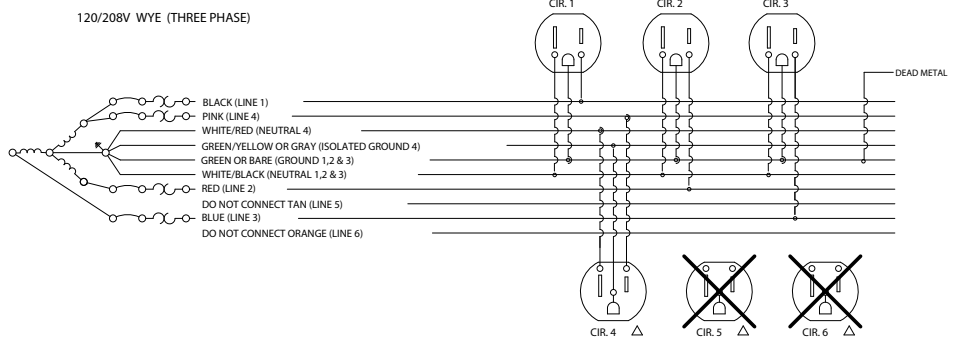 120/208V WYE (THREE PHASE)
CIR. 1
CIR. 2
CIR. 3
DEAD METAL
BLACK (LINE 1)
PINK (LINE 4)
WHITE/RED (NEUTRAL 4)
GREEN/YELLOW OR GRAY (ISOLATED GROUND 4)
GREEN OR BARE (GROUND 1,2 & 3)
WHITE/BLACK (NEUTRAL 1,2 & 3)
RED (LINE 2)
DO NOT CONNECT TAN (LINE 5)
BLUE (LINE 3)
DO NOT CONNECT ORANGE (LINE 6)
CIR. 4
CIR. 5
CIR. 6